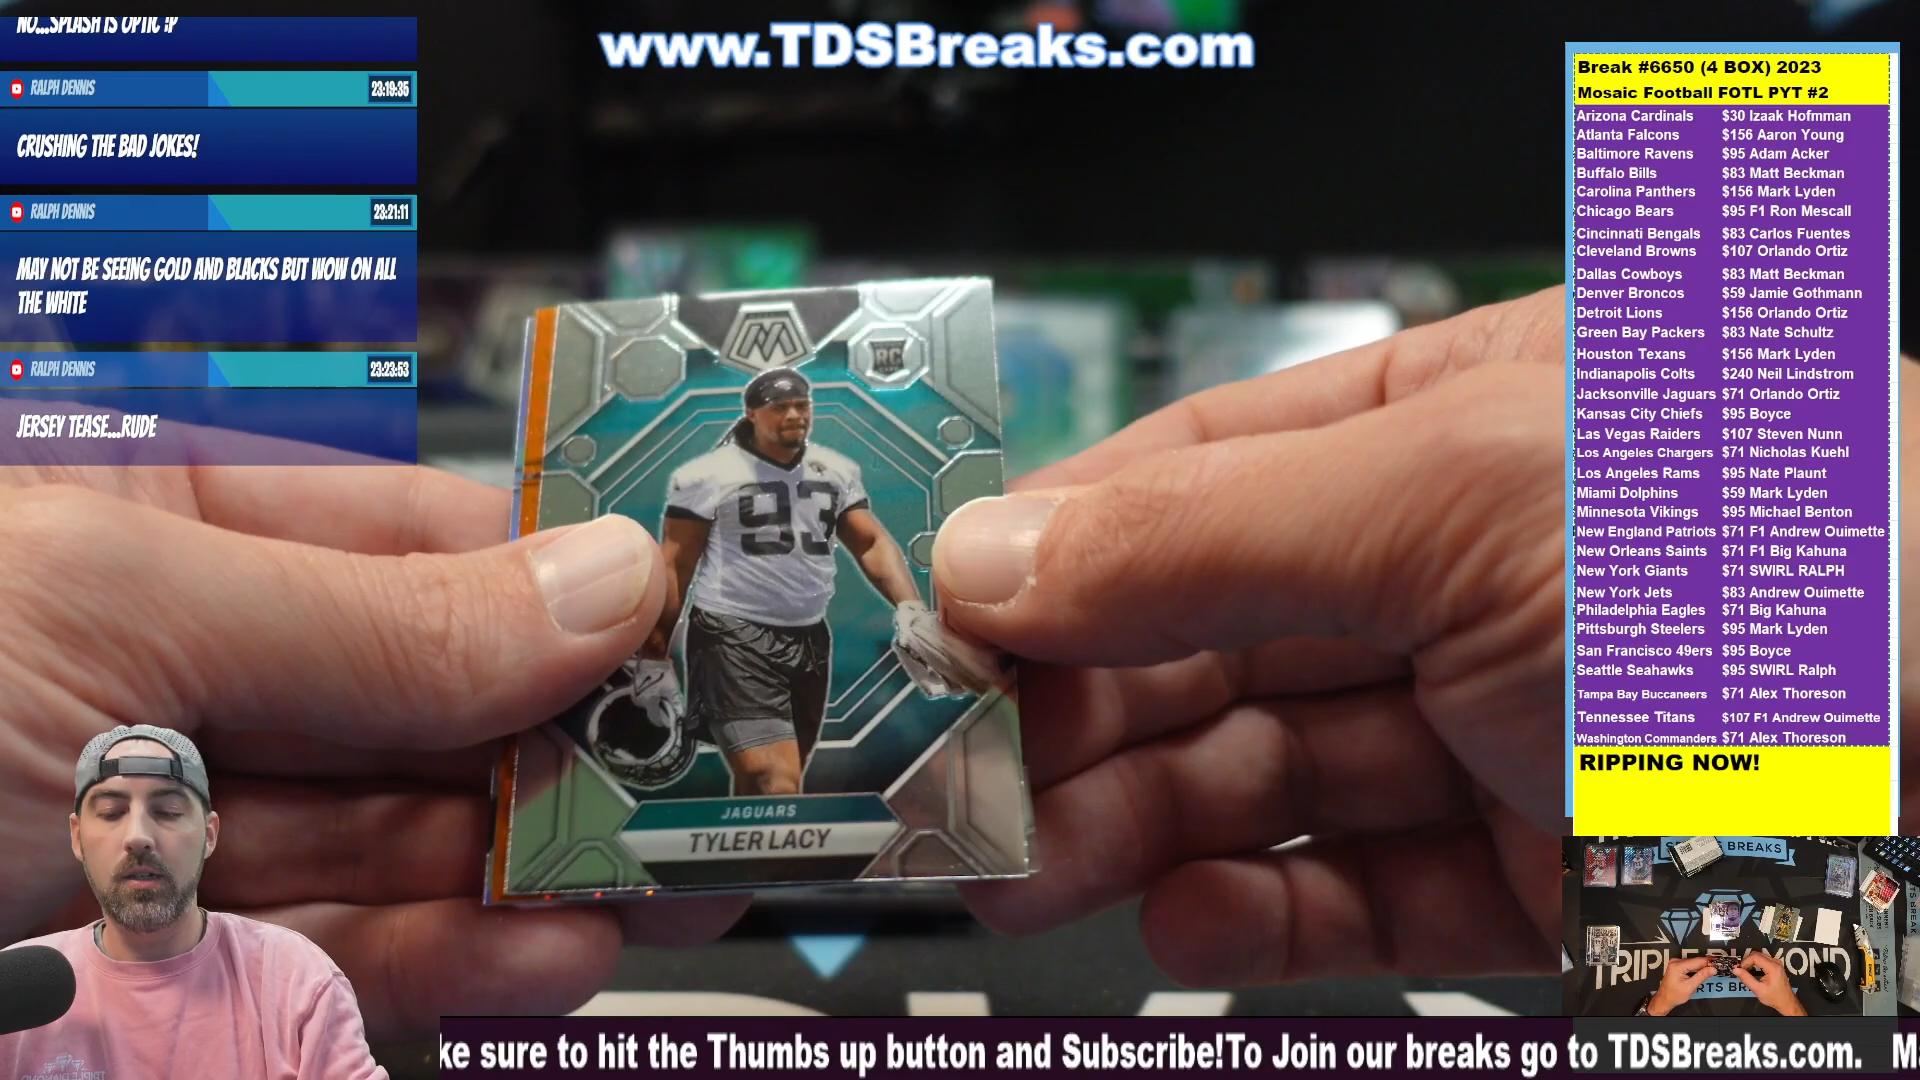 NO...SPLASH IS OPTIC :P
RALPH DENNIS
23:19:35
CRUSHING THE BAD JOKES!
RALPH DENNIS
23:21:11
MAY NOT BE SEEING GOLD AND BLACKS BUT WOW ON ALL
THE WHITE
RALPH DENNIS
23:23:53
JERSEY TEASE...RUDE
www.TDSBreaks.com
RC
93
JAGUARS
TYLER LACY
Break #6650 (4 BOX) 2023
Mosaic Football FOTL PYT #2
Arizona Cardinals $30 Izaak Hofmman
Atlanta Falcons $156 Aaron Young
Baltimore Ravens $95 Adam Acker
Buffalo Bills $83 Matt Beckman
Carolina Panthers $156 Mark Lyden
Chicago Bears $95 F1 Ron Mescall
Cincinnati Bengals $83 Carlos Fuentes
Cleveland Browns $107 Orlando Ortiz
Dallas Cowboys $83 Matt Beckman
Denver Broncos $59 Jamie Gothmann
Detroit Lions $156 Orlando Ortiz
Green Bay Packers $83 Nate Schultz
Houston Texans $156 Mark Lyden
Indianapolis Colts $240 Neil Lindstrom
Jacksonville Jaguars $71 Orlando Ortiz
Kansas City Chiefs $95 Boyce
Las Vegas Raiders $107 Steven Nunn
Los Angeles Chargers $71 Nicholas Kuehl
Los Angeles Rams $95 Nate Plaunt
Miami Dolphins $59 Mark Lyden
Minnesota Vikings $95 Michael Benton
New England Patriots $71 F1 Andrew Ouimette
New Orleans Saints $71 F1 Big Kahuna
New York Giants $71 SWIRL RALPH
New York Jets $83 Andrew Ouimette
Philadelphia Eagles $71 Big Kahuna
Pittsburgh Steelers $95 Mark Lyden
San Francisco 49ers $95 Boyce
Seattle Seahawks $95 SWIRL Ralph
Tampa Bay Buccaneers $71 Alex Thoreson
Tennessee Titans $107 F1 Andrew Ouimette
Washington Commanders $71 Alex Thoreson
RIPPING NOW!
BREAKS
TRIPLE DIAMOND
ke sure to hit the Thumbs up button and Subscribe!To Join our breaks go to TDSBreaks.com. Ma